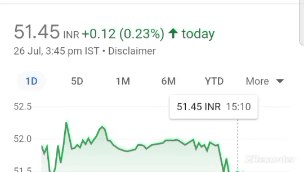 51.45 INR +0.12 (0.23%) ↑ today
26 Jul, 3:45 pm IST • Disclaimer
1D 5D 1M 6M YTD More
51.45 INR 15:10
52.5
52.0
51.5